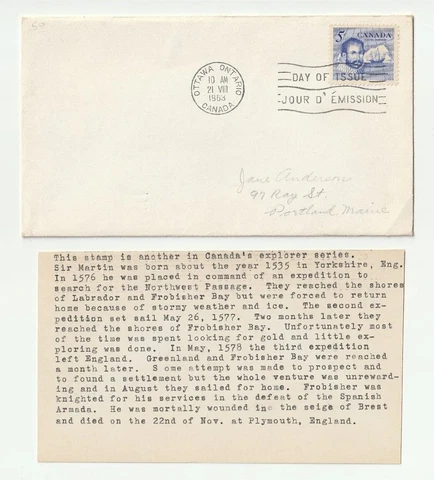 5¢
CANADA
OTTAWA ONTARIO
10 AM
21 VIII
1963
CANADA
DAY OF ISSUE
JOUR D'ÉMISSION
Jane Anderson
97 Ray St.
Portland, Maine
This stamp is another in Canada's explorer series.
Sir Martin was born about the year 1535 in Yorkshire, Eng.
In 1576 he was placed in command of an expedition to
search for the Northwest Passage. They reached the shores
of Labrador and Frobisher Bay but were forced to return
home because of stormy weather and ice. The second ex-
pedition set sail May 26, 1577. Two months later they
reached the shores of Frobisher Bay. Unfortunately most
of the time was spent looking for gold and little ex-
ploring was done. In May, 1578 the third expedition
left England. Greenland and Frobisher Bay were reached
a month later. S ome attempt was made to prospect and
to found a settlement but the whole venture was unreward-
ing and in August they sailed for home. Frobisher was
knighted for his services in the defeat of the Spanish
Armada. He was mortally wounded in the seige of Brest
and died on the 22nd of Nov. at Plymouth, England.